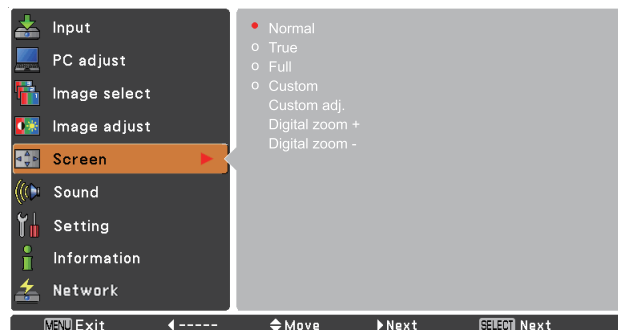 Input
PC adjust
Image select
Image adjust
Screen
Sound
Setting
Information
Network
Normal
o True
o Full
o Custom
Custom adj.
Digital zoom +
Digital zoom -
MENU Exit ----- Move Next SELECT Next